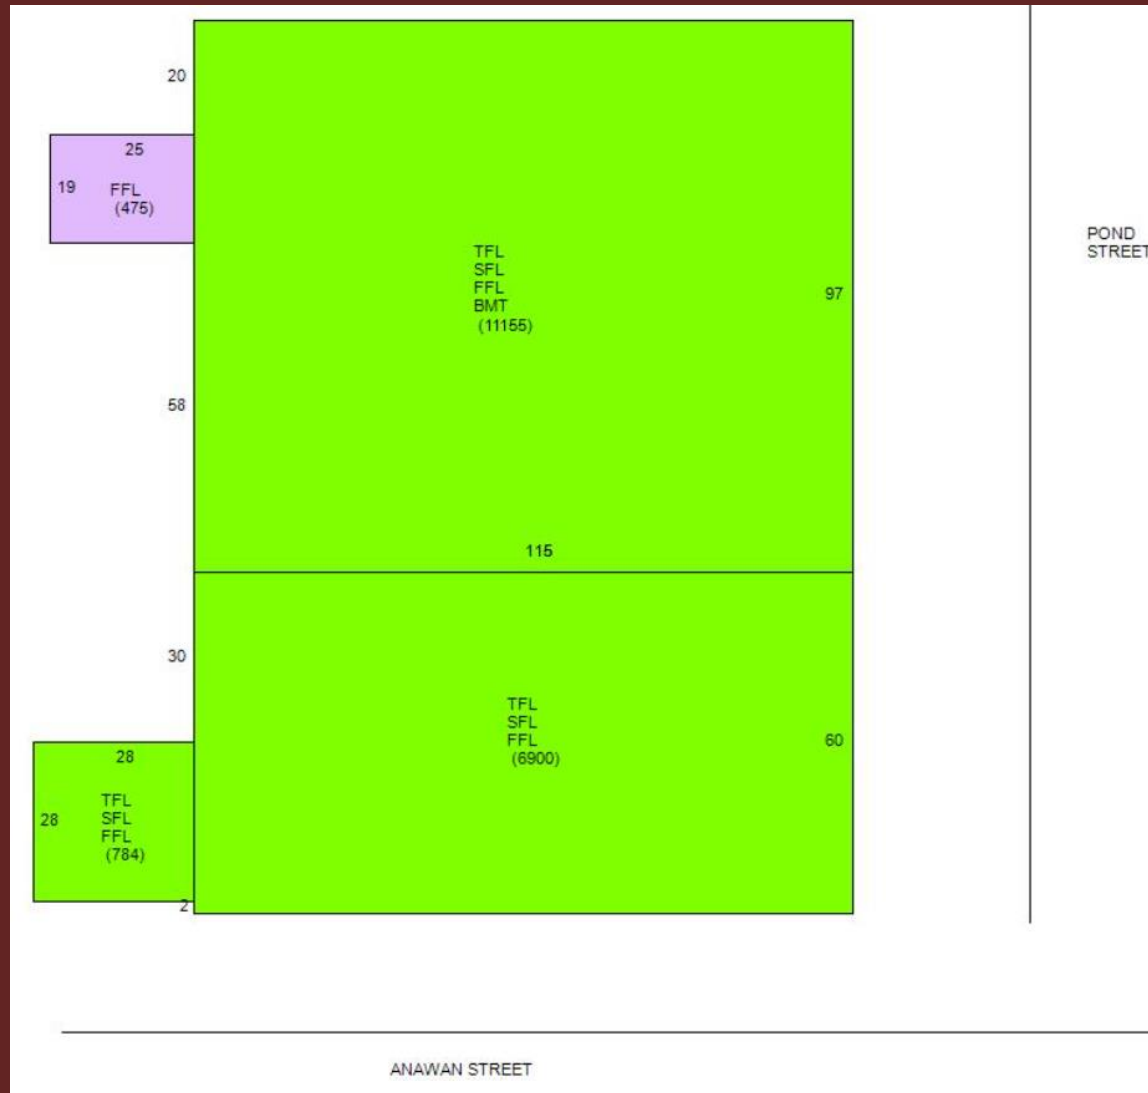 20
25
19
FFL
(475)
TFL
SFL
FFL
BMT
(11155)
97
POND
STREET
58
115
30
TFL
SFL
FFL
(6900)
60
28
28
TFL
SFL
FFL
(784)
2
ANAWAN STREET